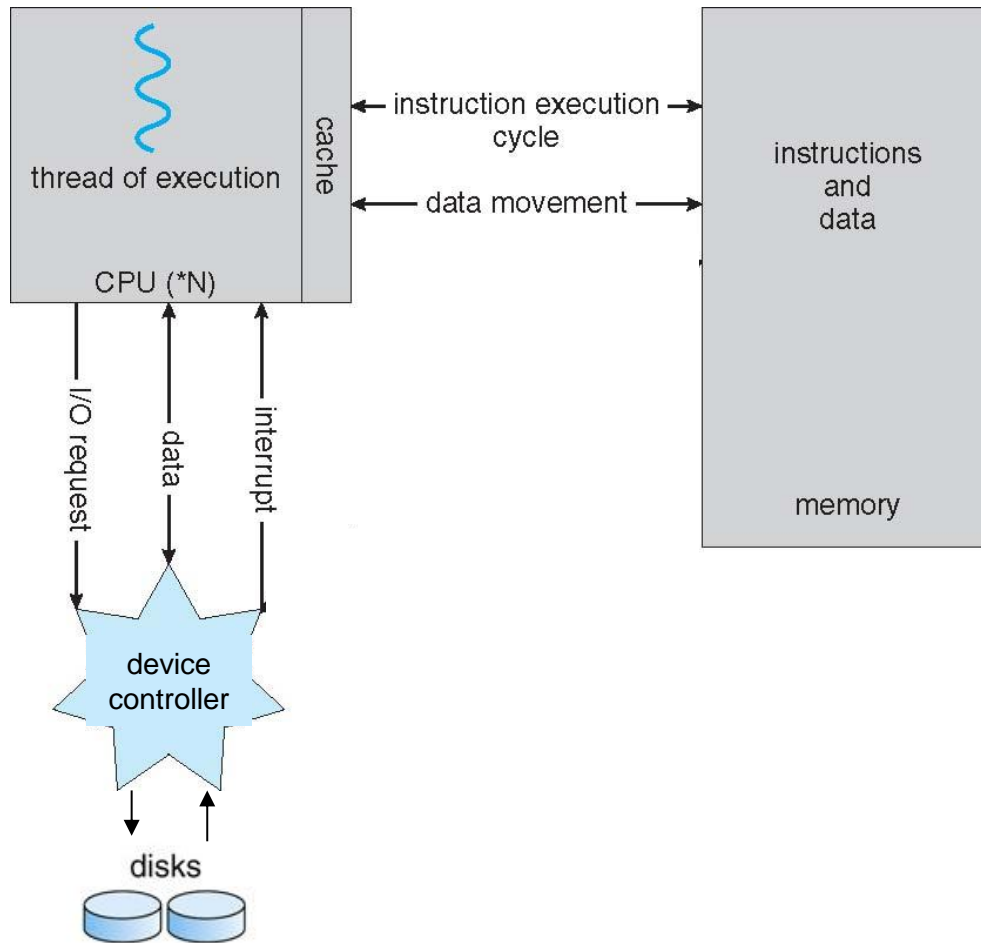 thread of execution
cache
CPU (*N)
instruction execution
cycle
data movement
instructions
and
data
memory
I/O request
data
interrupt
device
controller
disks